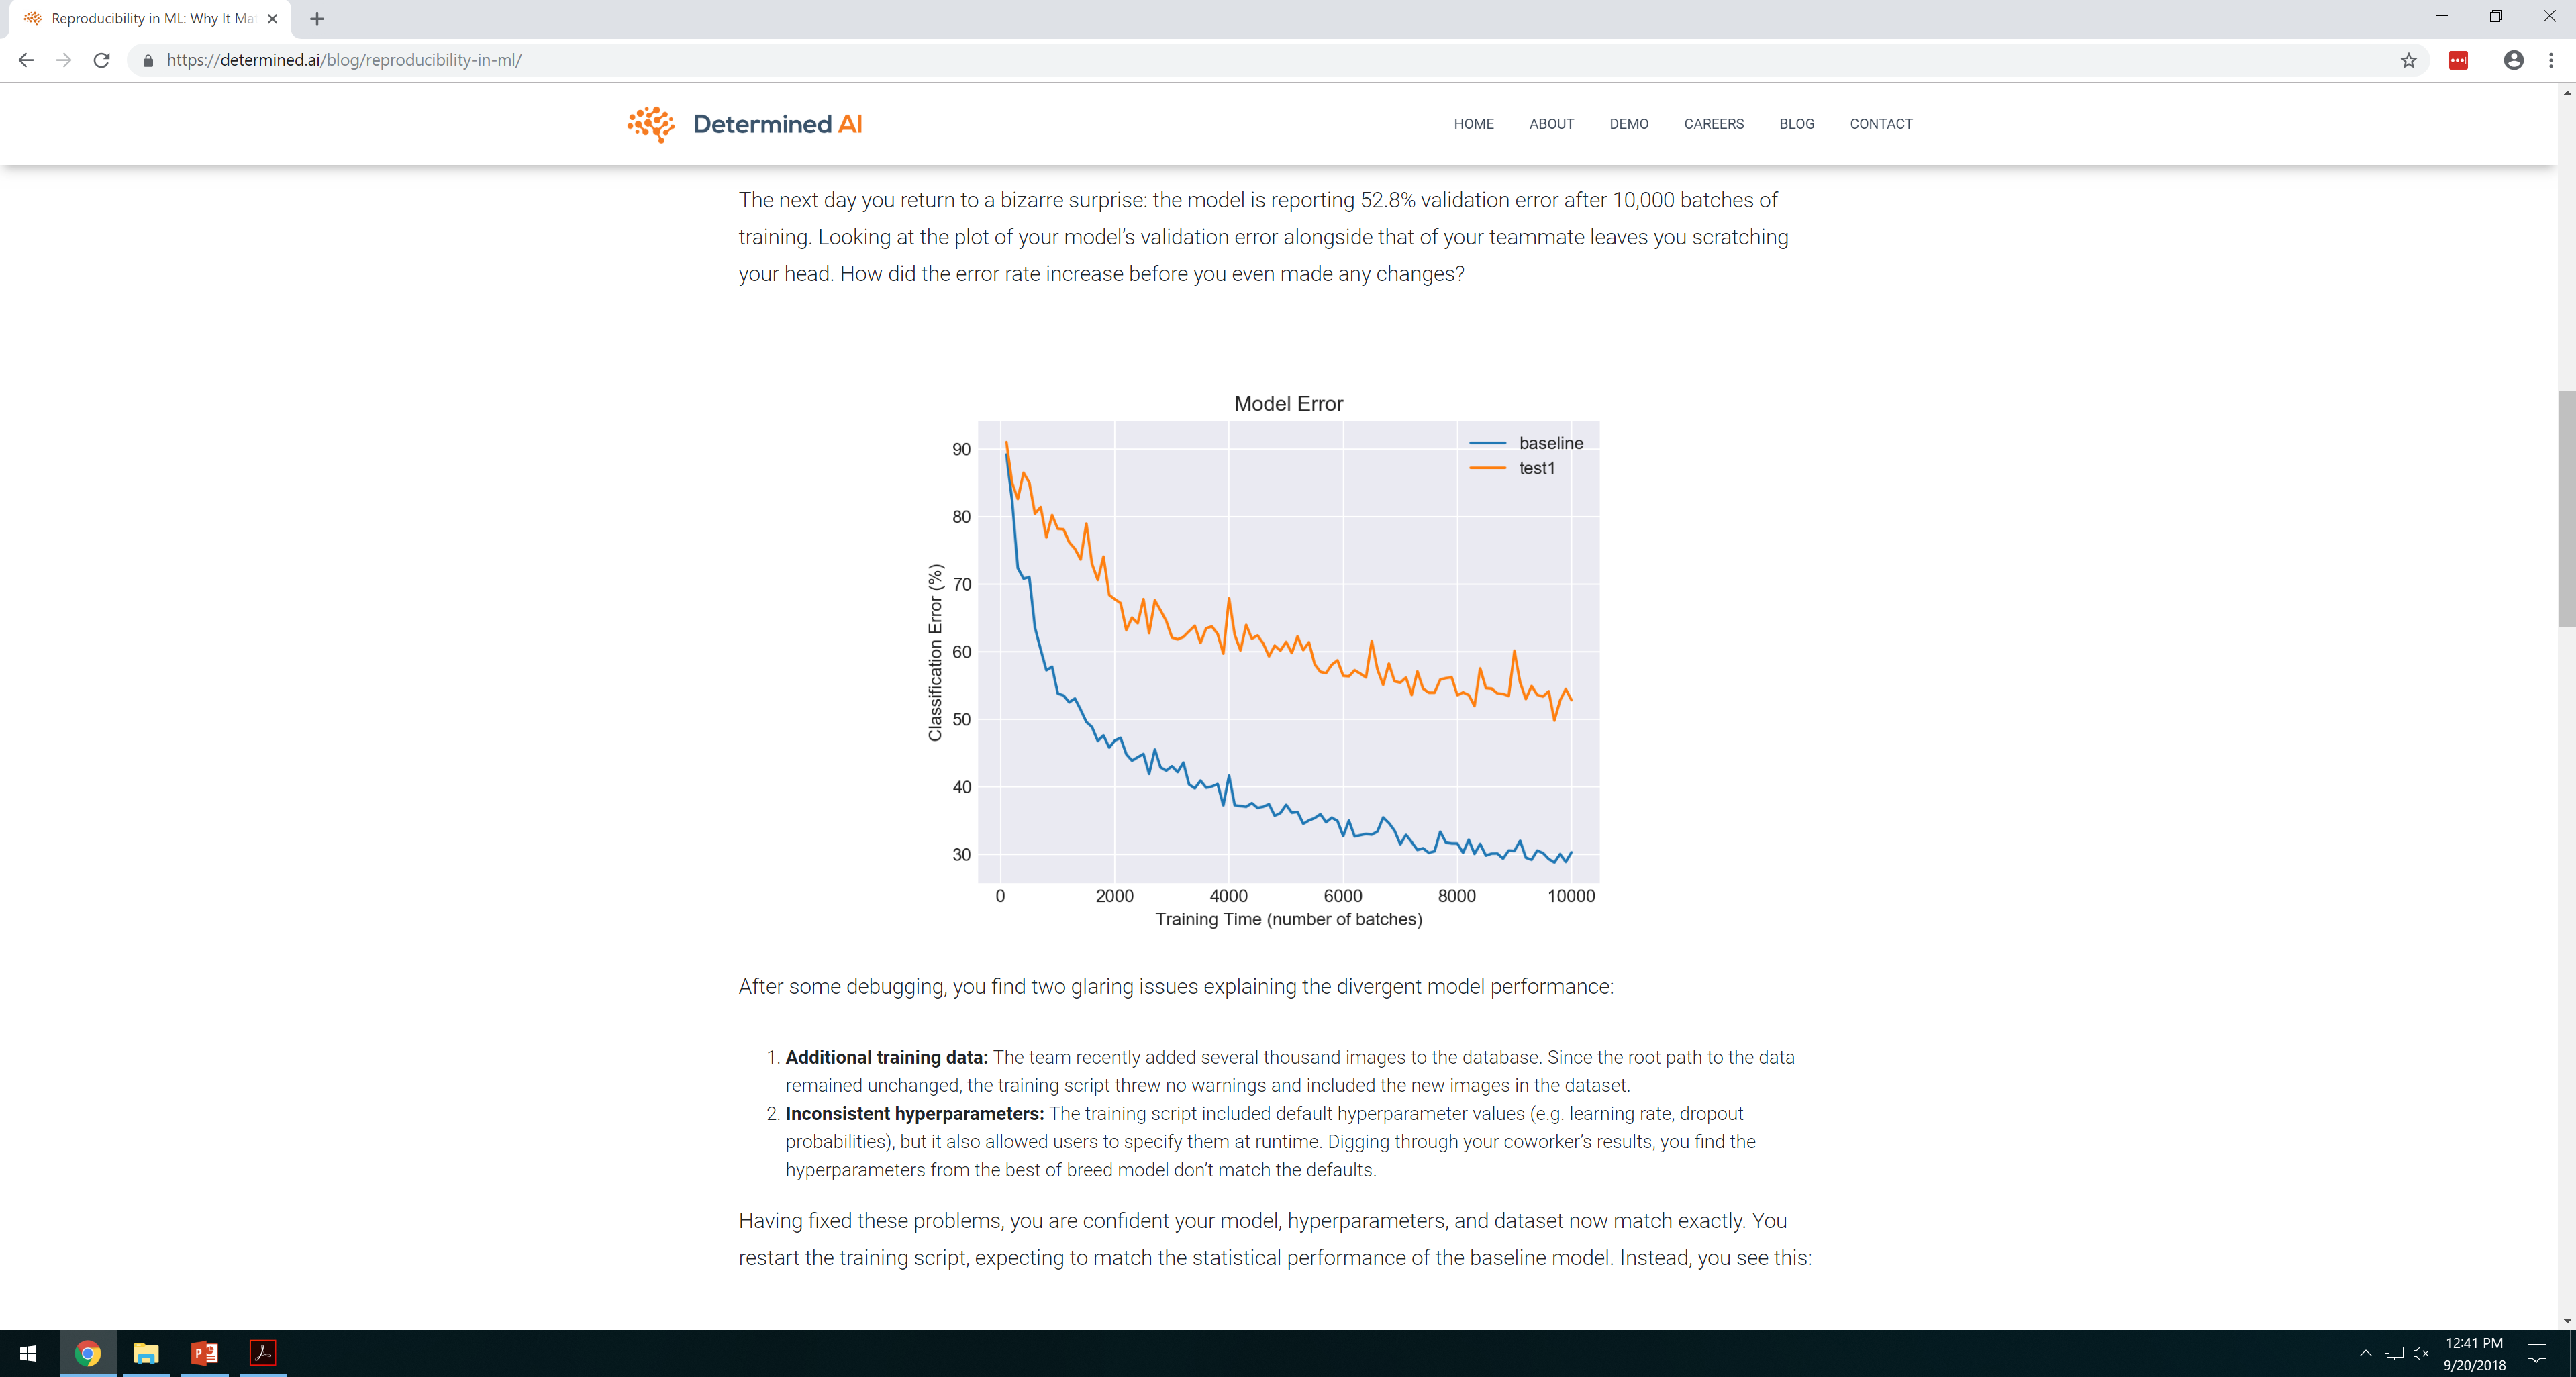 Reproducibility in ML: Why It Ma
https://determined.ai/blog/reproducibility-in-ml/
Determined AI
HOME ABOUT DEMO CAREERS BLOG CONTACT
The next day you return to a bizarre surprise: the model is reporting 52.8% validation error after 10,000 batches of
training. Looking at the plot of your model’s validation error alongside that of your teammate leaves you scratching
your head. How did the error rate increase before you even made any changes?
Model Error
baseline
test1
90
80
70
60
50
40
30
Classification Error (%)
0 2000 4000 6000 8000 10000
Training Time (number of batches)
After some debugging, you find two glaring issues explaining the divergent model performance:
1. Additional training data: The team recently added several thousand images to the database. Since the root path to the data
remained unchanged, the training script threw no warnings and included the new images in the dataset.
2. Inconsistent hyperparameters: The training script included default hyperparameter values (e.g. learning rate, dropout
probabilities), but it also allowed users to specify them at runtime. Digging through your coworker’s results, you find the
hyperparameters from the best of breed model don’t match the defaults.
Having fixed these problems, you are confident your model, hyperparameters, and dataset now match exactly. You
restart the training script, expecting to match the statistical performance of the baseline model. Instead, you see this:
12:41 PM
9/20/2018